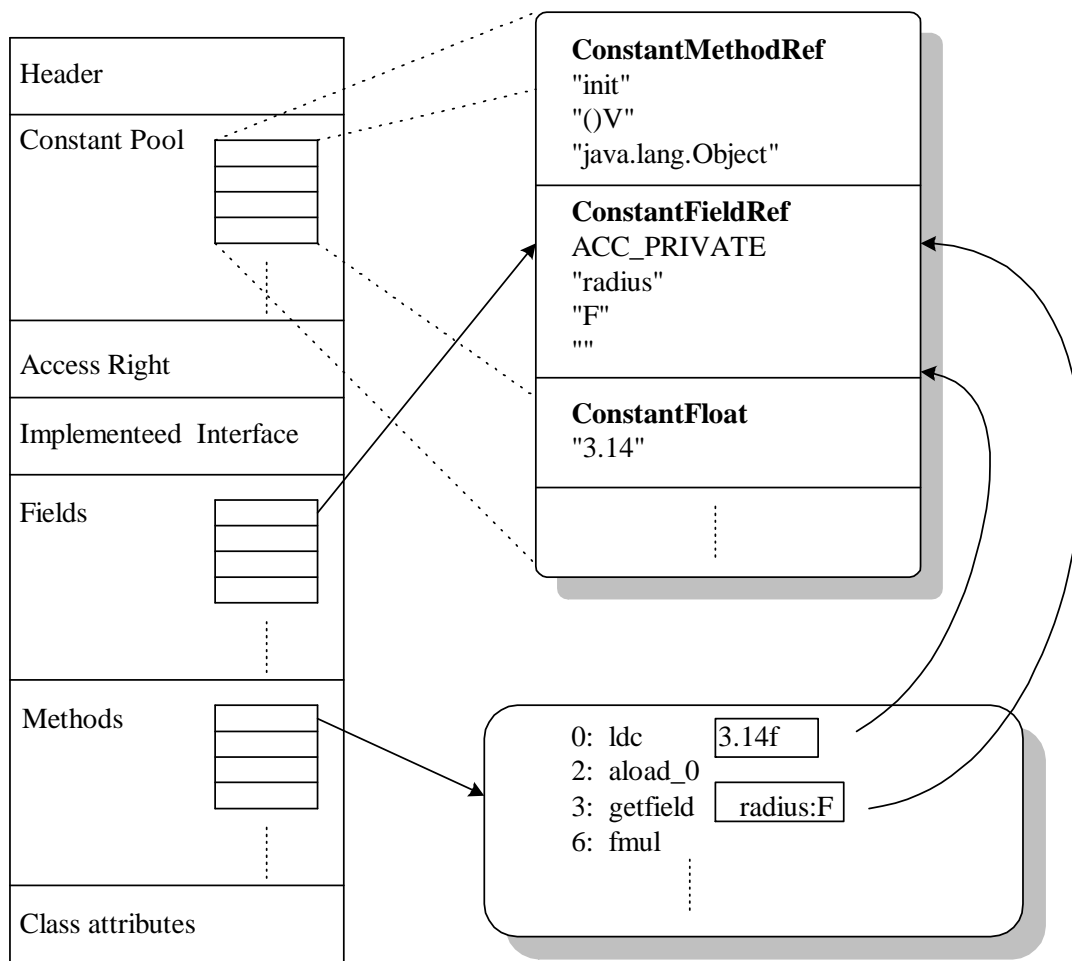 Header
Constant Pool
Access Right
Implementeed Interface
Fields
Methods
Class attributes
ConstantMethodRef
"init"
"()V"
"java.lang.Object"
ConstantFieldRef
ACC_PRIVATE
"radius"
"F"
""
ConstantFloat
"3.14"
0: ldc 3.14f
2: aload_0
3: getfield radius:F
6: fmul